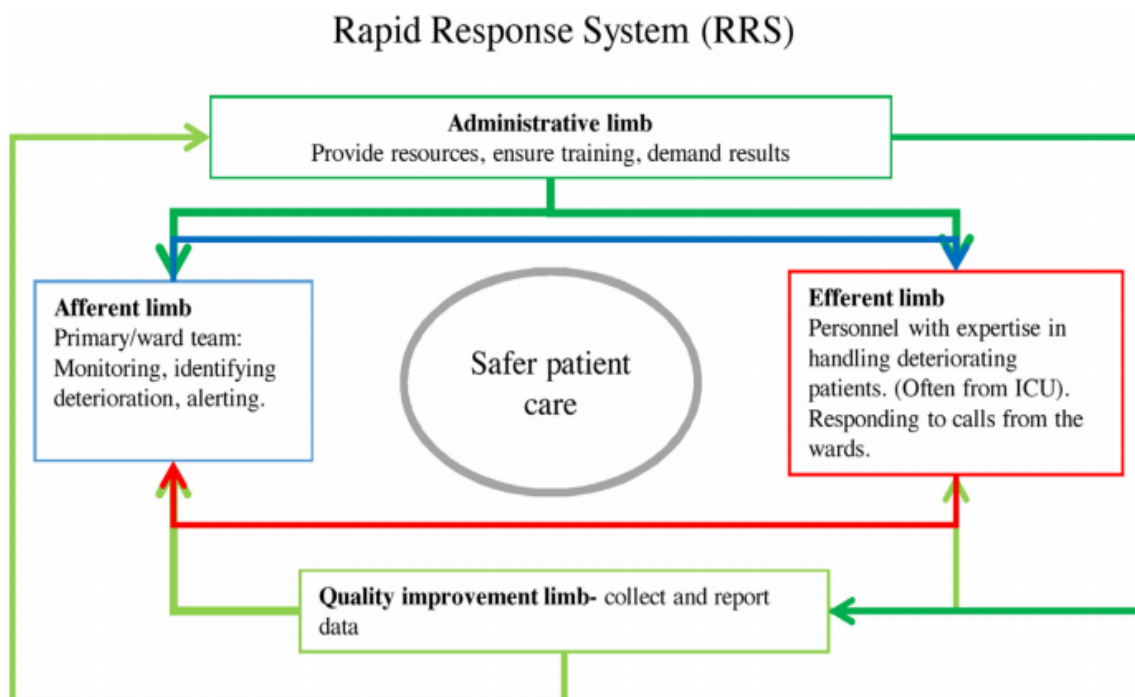 Rapid Response System (RRS)
Administrative limb
Provide resources, ensure training, demand results
Afferent limb
Primary/ward team:
Monitoring, identifying
deterioration, alerting.
Safer patient
care
Efferent limb
Personnel with expertise in
handling deteriorating
patients. (Often from ICU).
Responding to calls from the
wards.
Quality improvement limb- collect and report
data